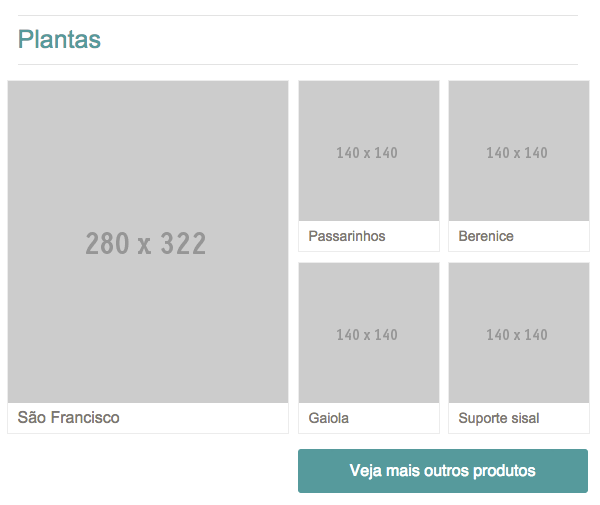 Plantas
280 x 322
São Francisco
140 x 140
Passarinhos
140 x 140
Berenice
140 x 140
Gaiola
140 x 140
Suporte sisal
Veja mais outros produtos